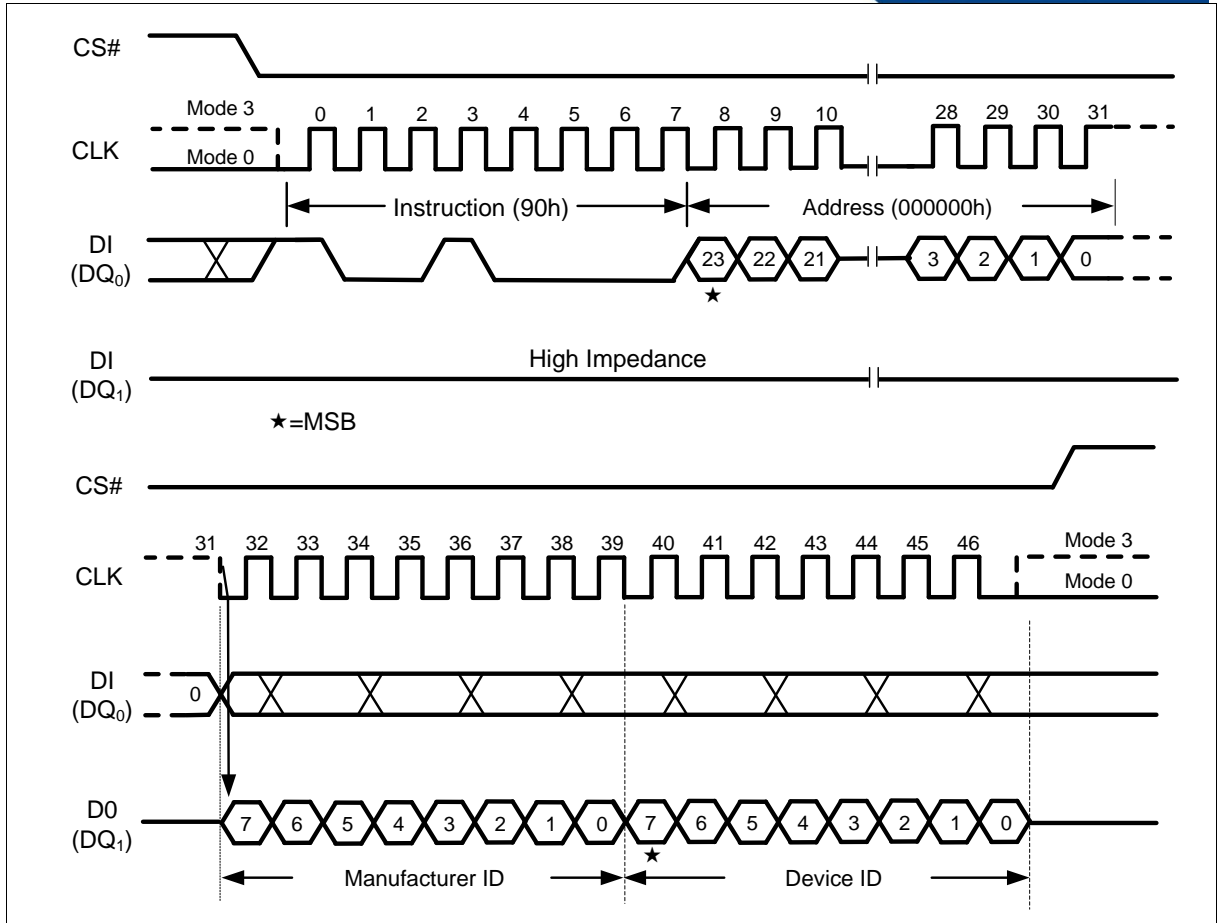 CS#
Mode 3
0 1 2 3 4 5 6 7 8 9 10 28 29 30 31
CLK
Mode 0
Instruction (90h) Address (000000h)
DI
(DQ₀)
23 22 21 3 2 1 0
★
High Impedance
DI
(DQ₁)
★=MSB
CS#
31 32 33 34 35 36 37 38 39 40 41 42 43 44 45 46
Mode 3
CLK
Mode 0
DI
(DQ₀)
0
D0
(DQ₁)
7 6 5 4 3 2 1 0 7 6 5 4 3 2 1 0
★
Manufacturer ID Device ID